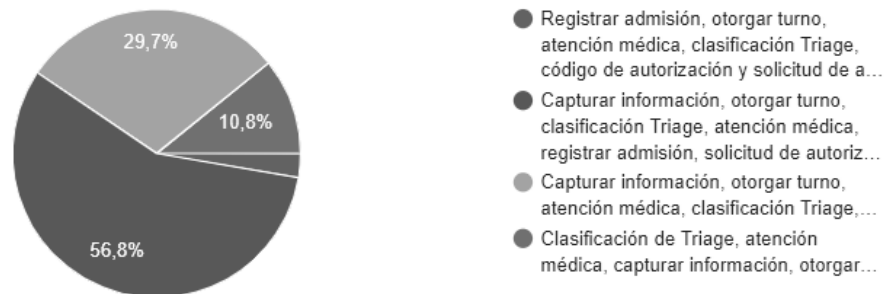 29,7%
10,8%
56,8%
Registrar admisión, otorgar turno,
atención médica, clasificación Triage,
código de autorización y solicitud de a...
Capturar información, otorgar turno,
clasificación Triage, atención médica,
registrar admisión, solicitud de autoriz...
Capturar información, otorgar turno,
atención médica, clasificación Triage,...
Clasificación de Triage, atención
médica, capturar información, otorgar...